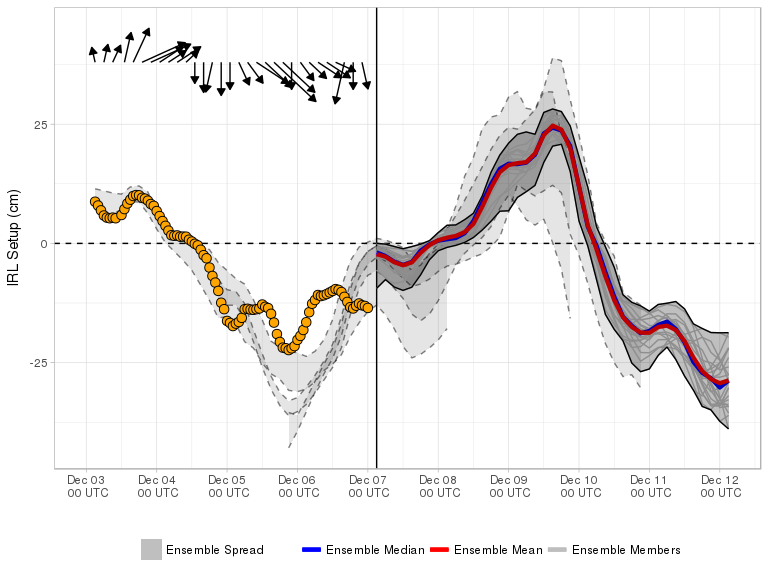 IRL Setup (cm)
25
0
-25
Dec 03 Dec 04 Dec 05 Dec 06 Dec 07 Dec 08 Dec 09 Dec 10 Dec 11 Dec 12
00 UTC 00 UTC 00 UTC 00 UTC 00 UTC 00 UTC 00 UTC 00 UTC 00 UTC 00 UTC
Ensemble Spread Ensemble Median Ensemble Mean Ensemble Members